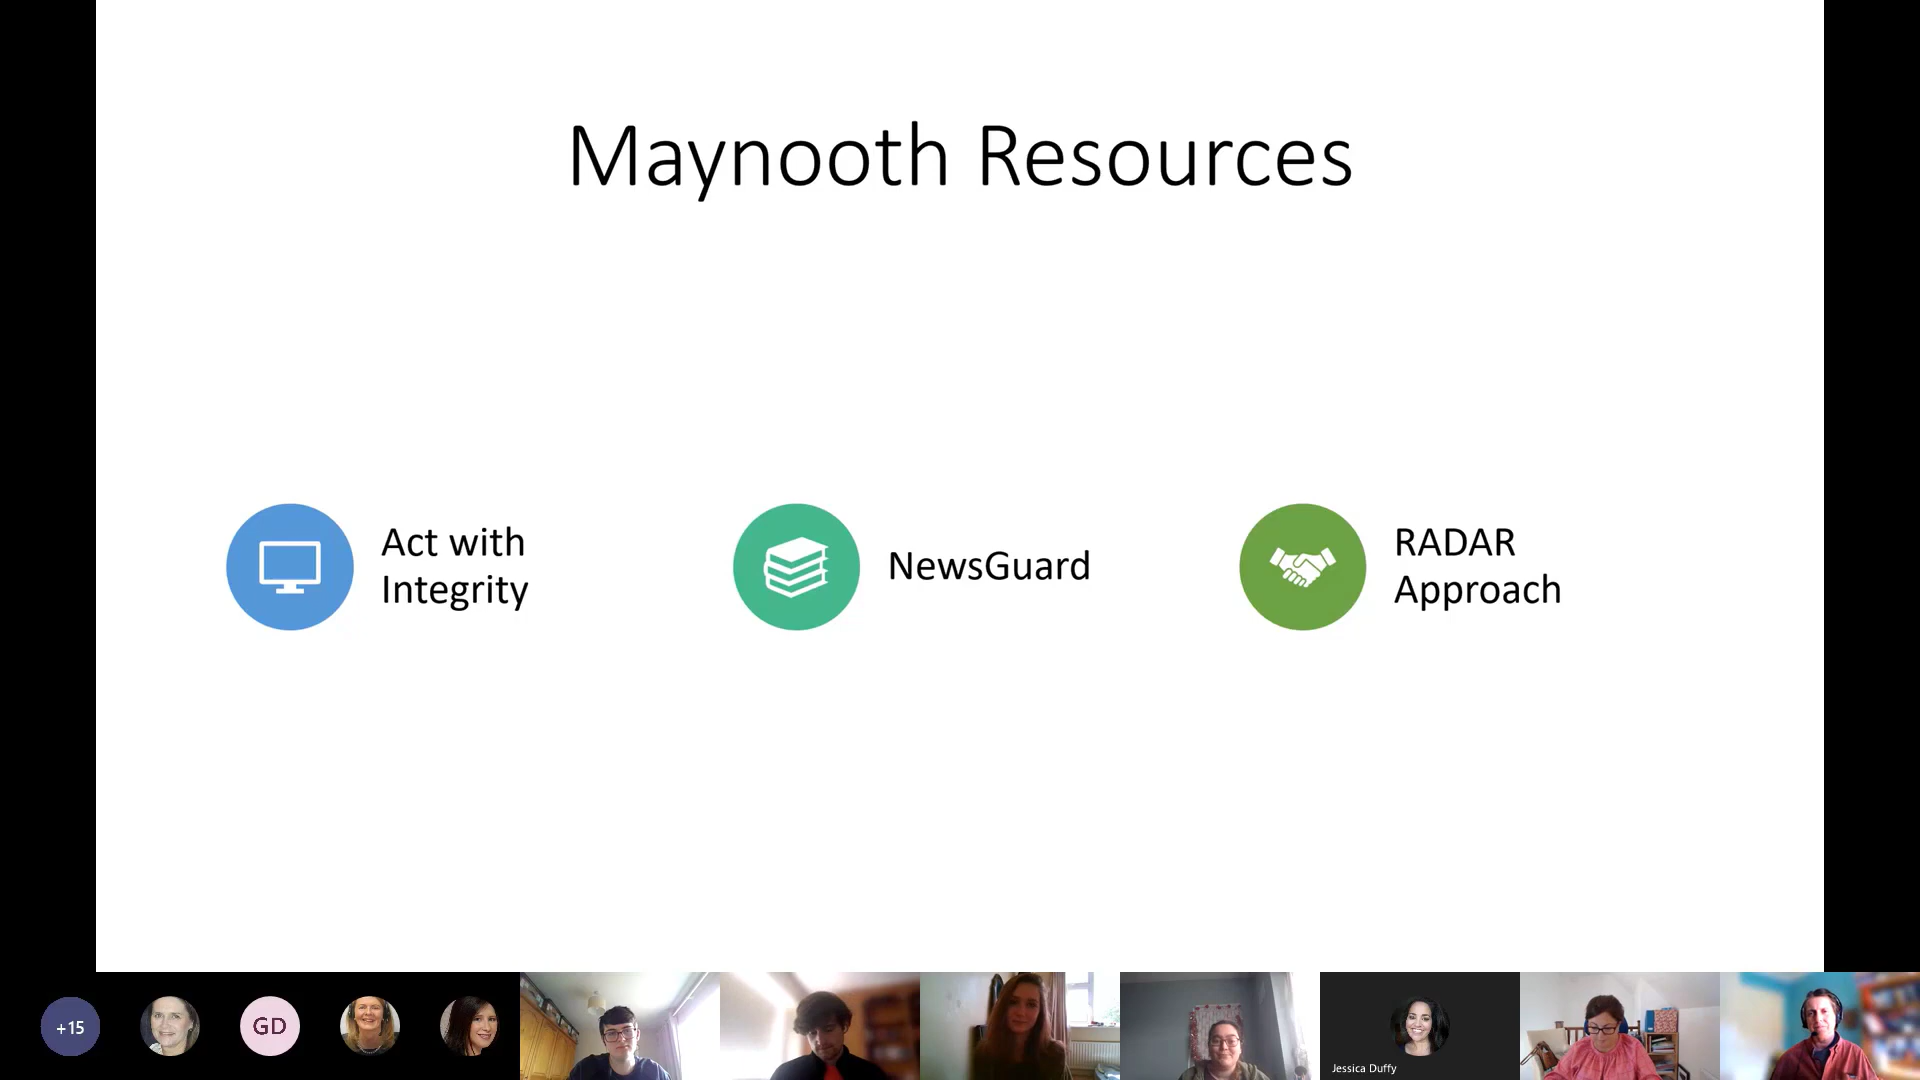 Maynooth Resources
Act with
Integrity
NewsGuard
RADAR
Approach
+15
GD
Jessica Duffy